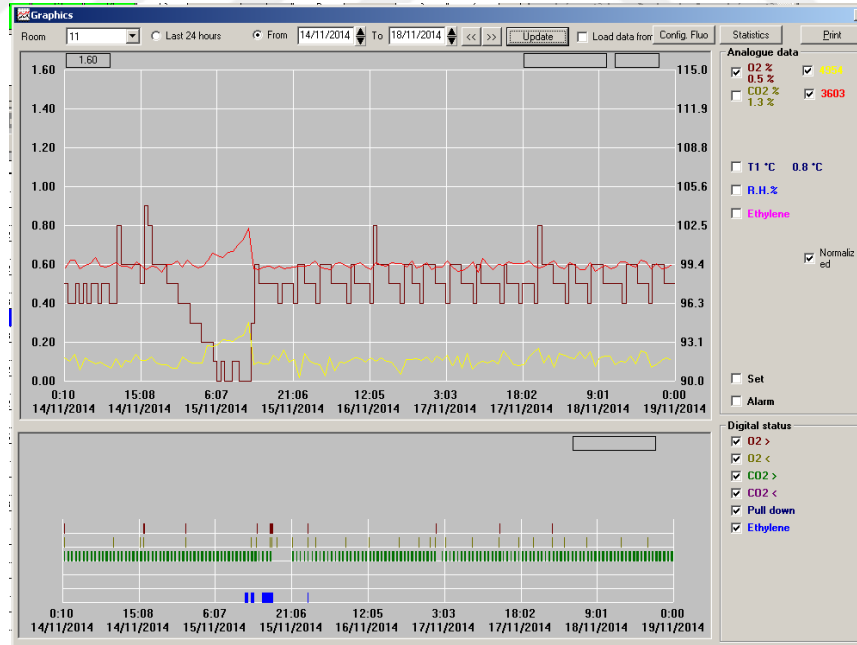 Graphics
Room 11 Last 24 hours From 14/11/2014 To 18/11/2014 << >> Update Load data from Config. Fluo Statistics Print
1.60
1.60 115.0
1.40 111.9
1.20 108.8
1.00 105.6
0.80 102.5
0.60 99.4
0.40 96.3
0.20 93.1
0.00 90.0
0:10 15:08 6:07 21:06 12:05 3:03 18:02 9:01 0:00
14/11/2014 14/11/2014 15/11/2014 15/11/2014 16/11/2014 17/11/2014 17/11/2014 18/11/2014 19/11/2014
Analogue data
O2 % 4954
0.5 %
CO2 % 3603
1.3 %
T1 °C 0.8 °C
R.H.%
Ethylene
Normaliz
ed
Set
Alarm
Digital status
O2 >
O2 <
CO2 >
CO2 <
Pull down
Ethylene
0:10 15:08 6:07 21:06 12:05 3:03 18:02 9:01 0:00
14/11/2014 14/11/2014 15/11/2014 15/11/2014 16/11/2014 17/11/2014 17/11/2014 18/11/2014 19/11/2014